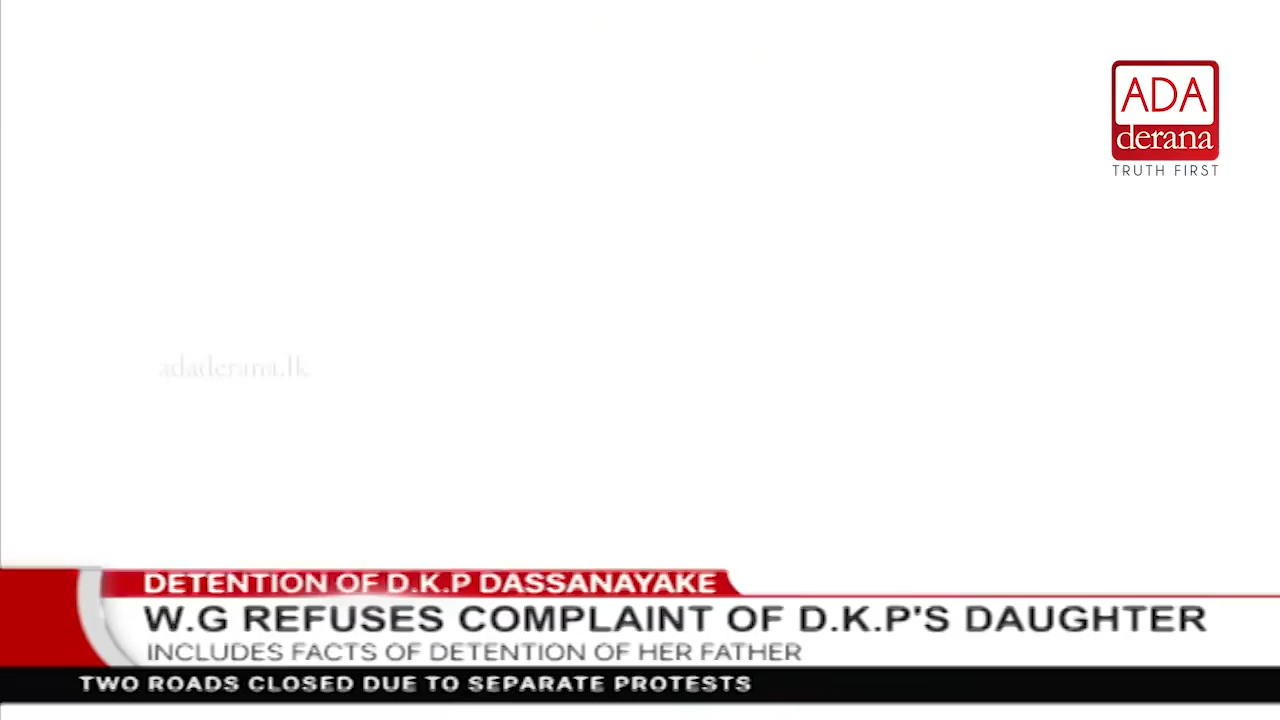 ADA
derana
TRUTH FIRST
adaderana.lk
DETENTION OF D.K.P DASSANAYAKE
W.G REFUSES COMPLAINT OF D.K.P'S DAUGHTER
INCLUDES FACTS OF DETENTION OF HER FATHER
TWO ROADS CLOSED DUE TO SEPARATE PROTESTS